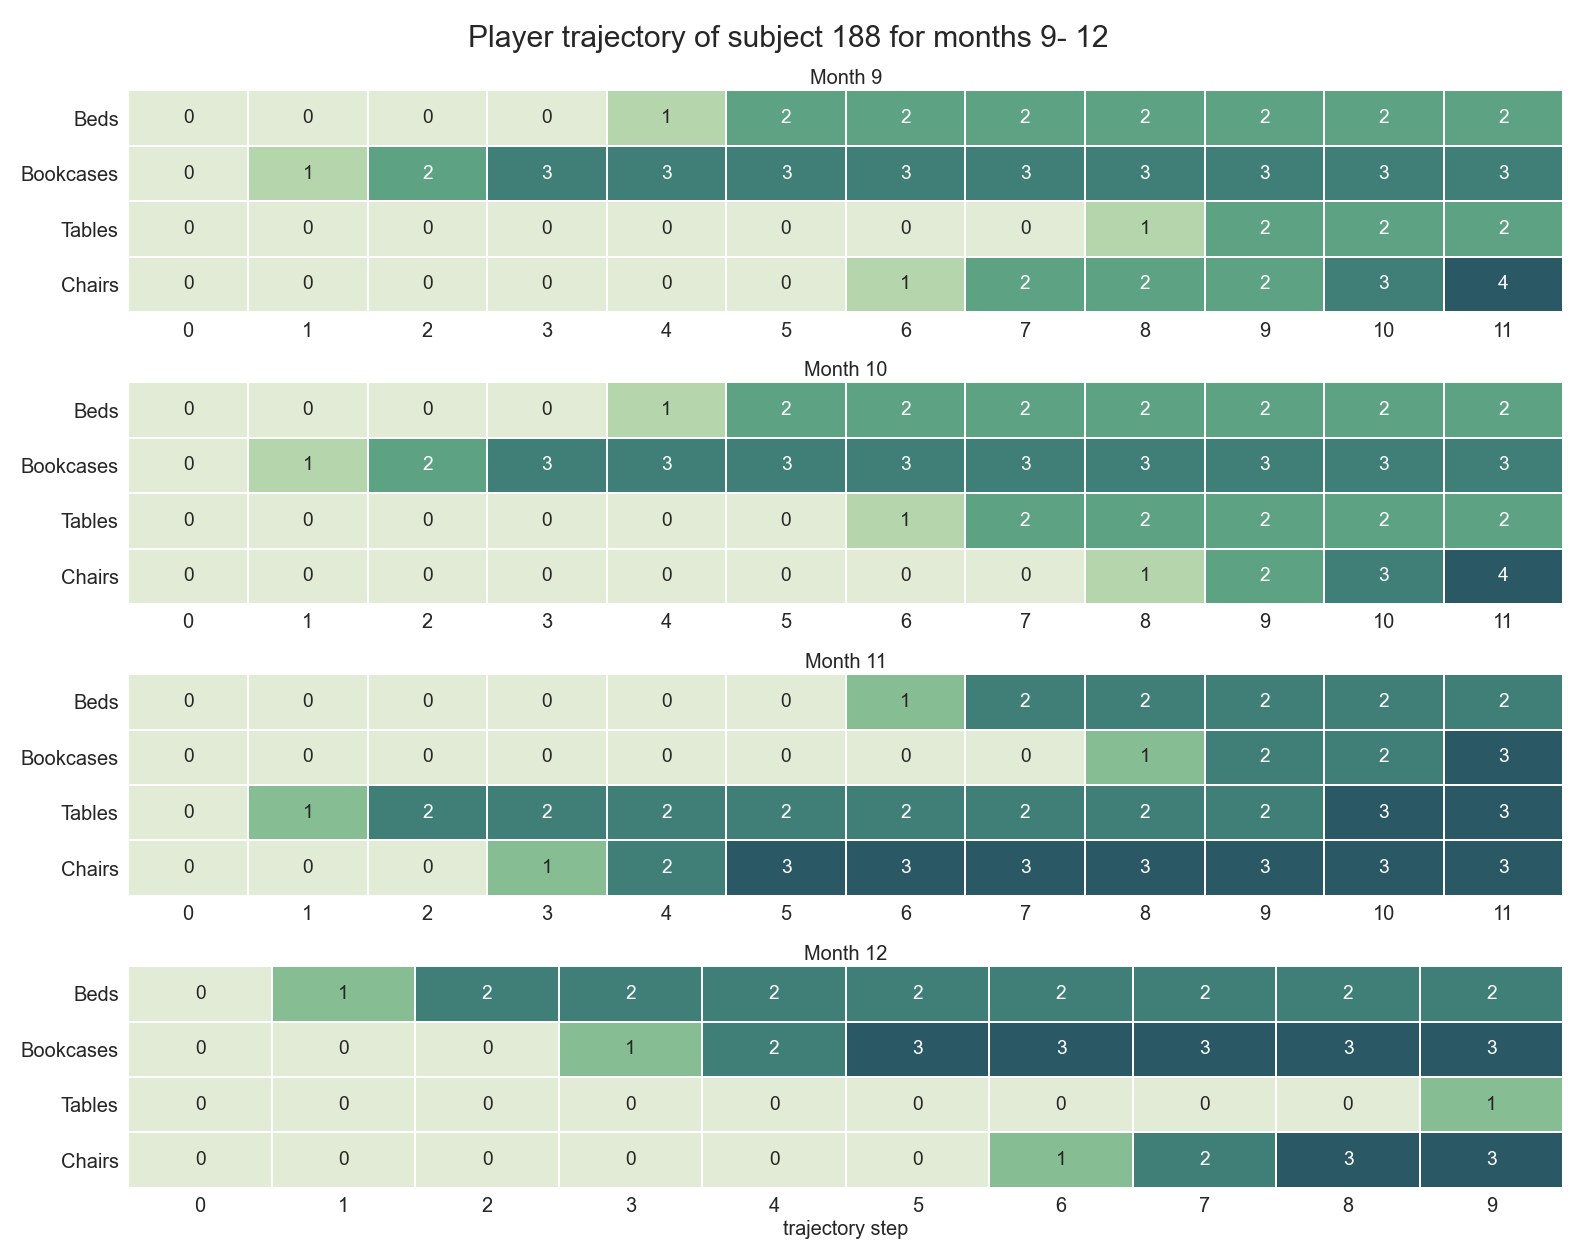 Player trajectory of subject 188 for months 9- 12
Month 9
Beds 0 0 0 0 1 2 2 2 2 2 2 2
Bookcases 0 1 2 3 3 3 3 3 3 3 3 3
Tables 0 0 0 0 0 0 0 0 1 2 2 2
Chairs 0 0 0 0 0 0 1 2 2 2 3 4
0 1 2 3 4 5 6 7 8 9 10 11
Month 10
Beds 0 0 0 0 1 2 2 2 2 2 2 2
Bookcases 0 1 2 3 3 3 3 3 3 3 3 3
Tables 0 0 0 0 0 0 1 2 2 2 2 2
Chairs 0 0 0 0 0 0 0 0 1 2 3 4
0 1 2 3 4 5 6 7 8 9 10 11
Month 11
Beds 0 0 0 0 0 0 1 2 2 2 2 2
Bookcases 0 0 0 0 0 0 0 0 1 2 2 3
Tables 0 1 2 2 2 2 2 2 2 2 3 3
Chairs 0 0 0 1 2 3 3 3 3 3 3 3
0 1 2 3 4 5 6 7 8 9 10 11
Month 12
Beds 0 1 2 2 2 2 2 2 2 2
Bookcases 0 0 0 1 2 3 3 3 3 3
Tables 0 0 0 0 0 0 0 0 0 1
Chairs 0 0 0 0 0 0 1 2 3 3
0 1 2 3 4 5 6 7 8 9
trajectory step